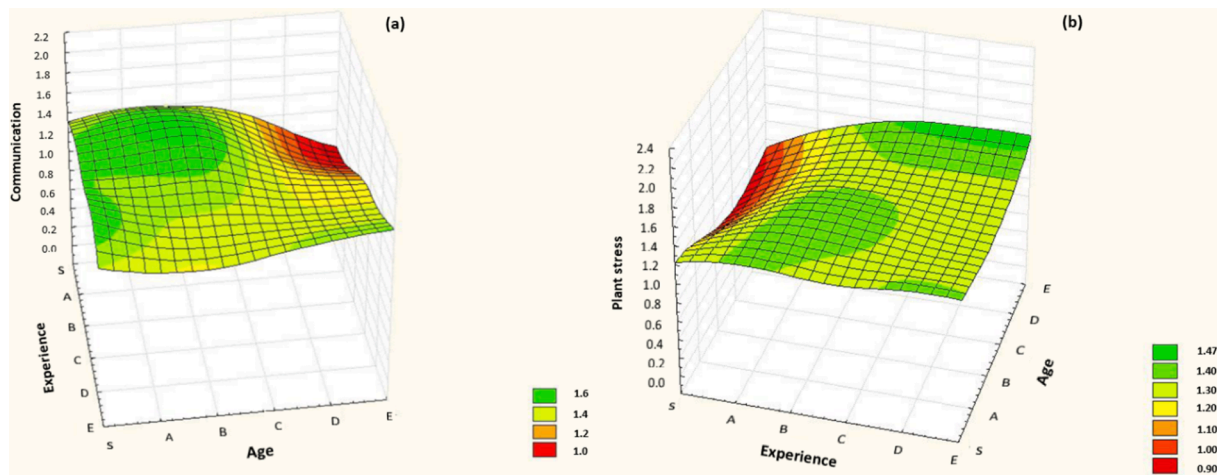 (a)
Communication
2.2
2.0
1.8
1.6
1.4
1.2
1.0
0.8
0.6
0.4
0.2
0.0
S
A
B
C
D
E
Experience
S
A
B
C
D
E
Age
1.6
1.4
1.2
1.0
(b)
Plant stress
2.4
2.2
2.0
1.8
1.6
1.4
1.2
1.0
0.8
0.6
0.4
0.2
0.0
S
A
B
C
D
E
Experience
E
D
C
B
A
S
Age
1.47
1.40
1.30
1.20
1.10
1.00
0.90